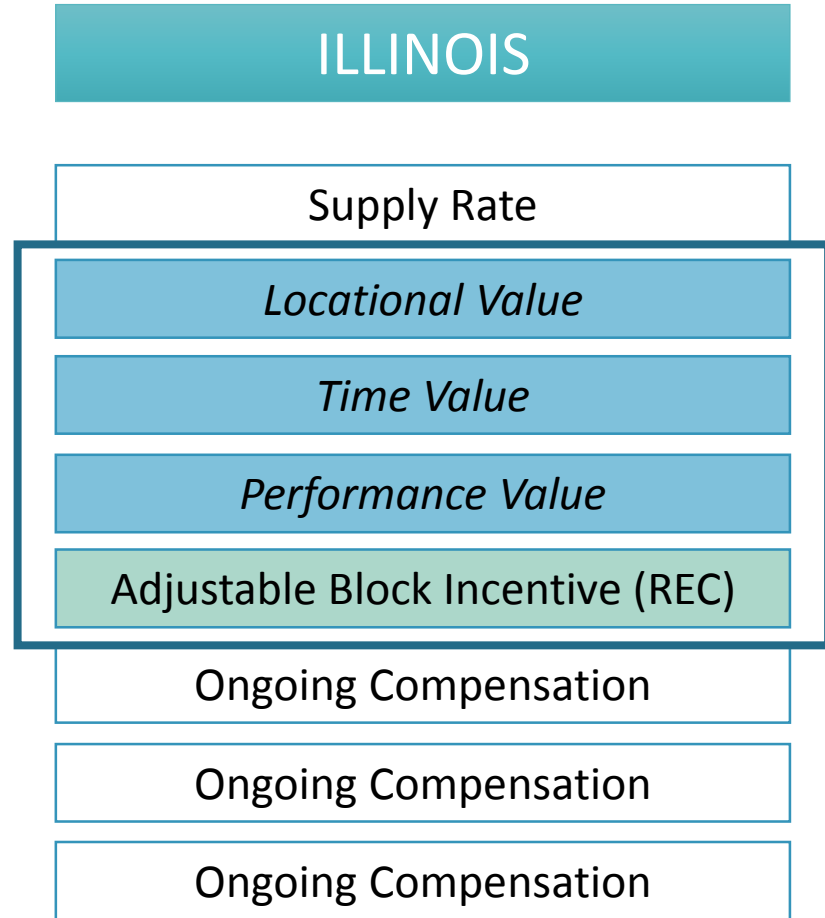 ILLINOIS
Supply Rate
Locational Value
Time Value
Performance Value
Adjustable Block Incentive (REC)
Ongoing Compensation
Ongoing Compensation
Ongoing Compensation